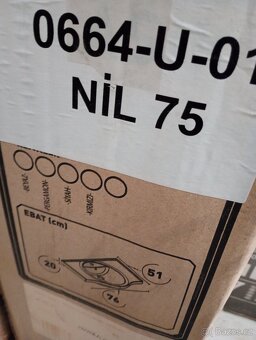 0664-U-01
NİL 75
-BEYAZ-
-PERGAMON-
-SİYAH-
-KIRMIZI-
EBAT (cm)
20
51
76